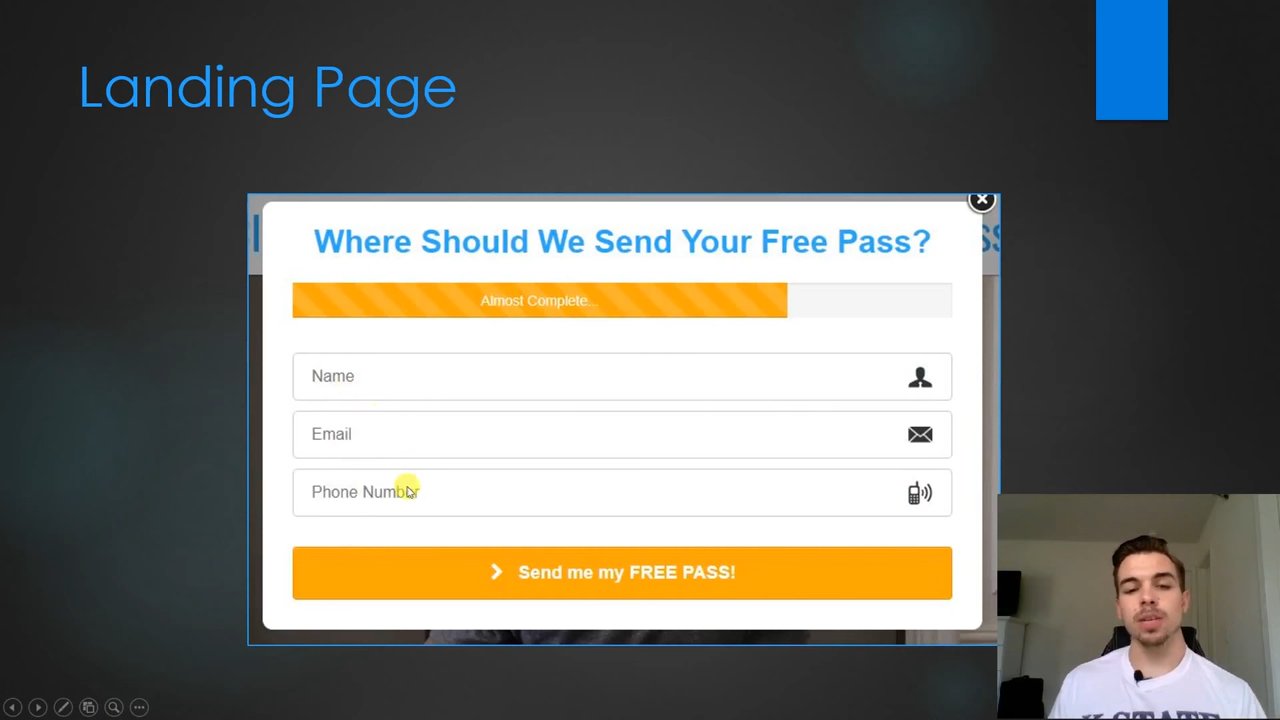 Landing Page
Where Should We Send Your Free Pass?
Almost Complete...
Name
Email
Phone Number
Send me my FREE PASS!